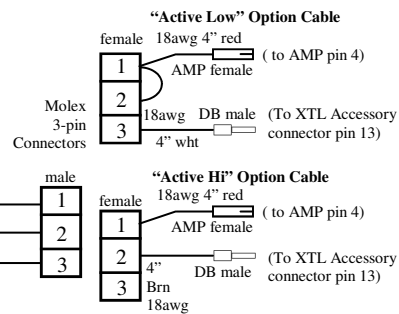 “Active Low” Option Cable
female 18awg 4” red
1 ( to AMP pin 4)
AMP female
2
Molex
3-pin
Connectors
18awg DB male (To XTL Accessory
3 connector pin 13)
4” wht
male “Active Hi” Option Cable
female 18awg 4” red
1
1 ( to AMP pin 4)
AMP female
2
2 (To XTL Accessory
4” DB male connector pin 13)
3
3 Brn
18awg